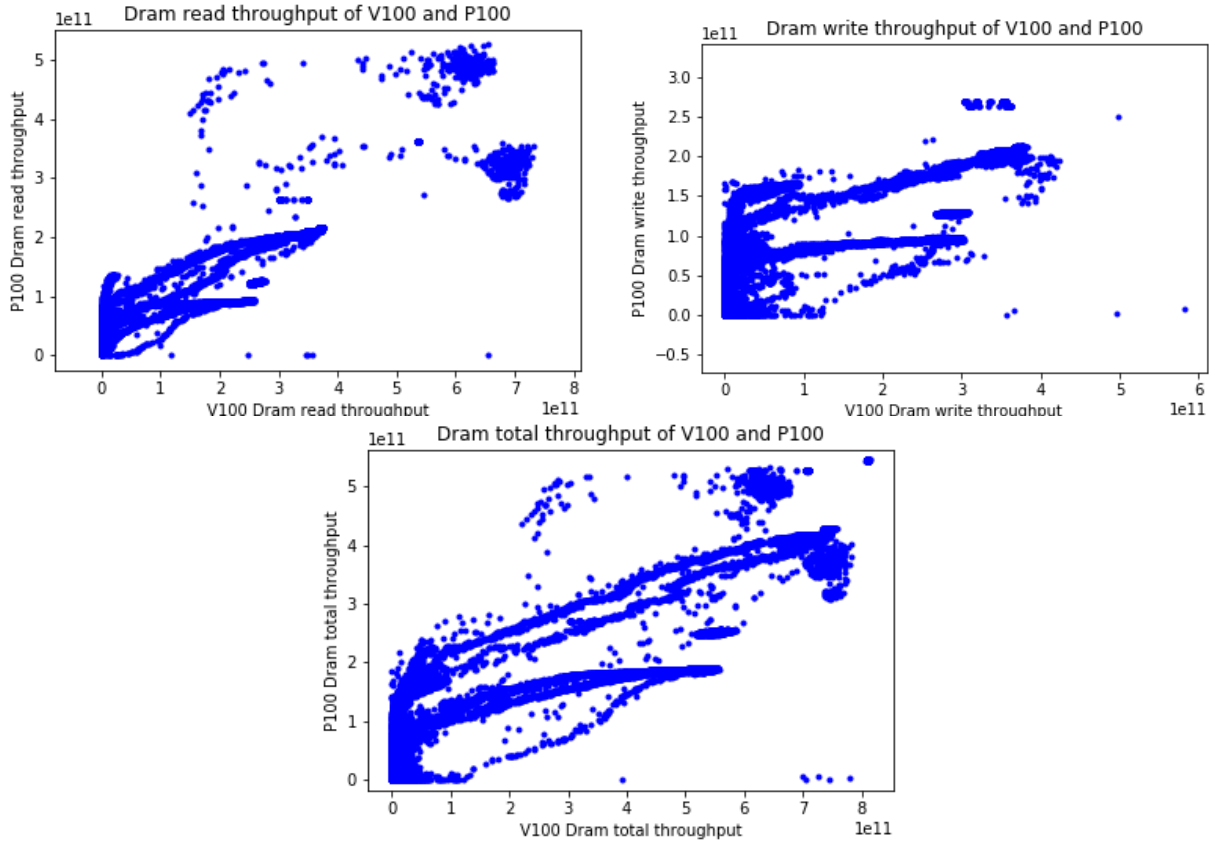 Dram read throughput of V100 and P100
1e11
5
4
3
2
1
0
P100 Dram read throughput
0 1 2 3 4 5 6 7 8
V100 Dram read throughput
1e11
Dram write throughput of V100 and P100
1e11
3.0
2.5
2.0
1.5
1.0
0.5
0.0
−0.5
P100 Dram write throughput
0 1 2 3 4 5 6
V100 Dram write throughput
1e11
Dram total throughput of V100 and P100
1e11
5
4
3
2
1
0
P100 Dram total throughput
0 1 2 3 4 5 6 7 8
V100 Dram total throughput
1e11